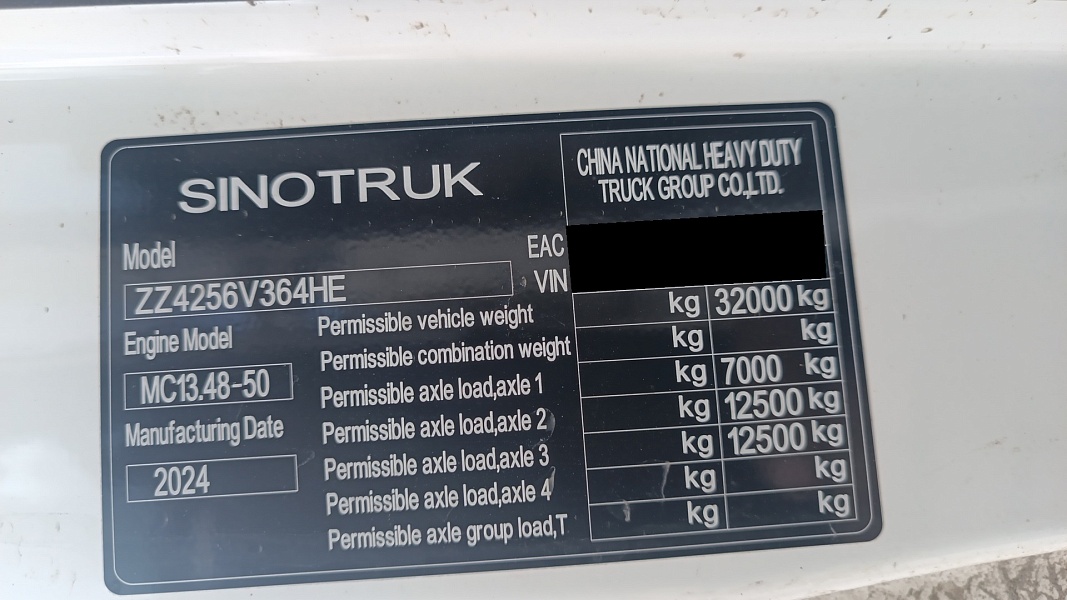 SINOTRUK
CHINA NATIONAL HEAVY DUTY
TRUCK GROUP CO.,LTD.
Model
EAC
ZZ4256V364HE
VIN
Engine Model
Permissible vehicle weight kg 32000 kg
Permissible combination weight kg kg
MC13.48-50
Permissible axle load,axle 1 kg 7000 kg
Manufacturing Date
Permissible axle load,axle 2 kg 12500 kg
2024
Permissible axle load,axle 3 kg 12500 kg
Permissible axle load,axle 4 kg kg
Permissible axle group load,T kg kg